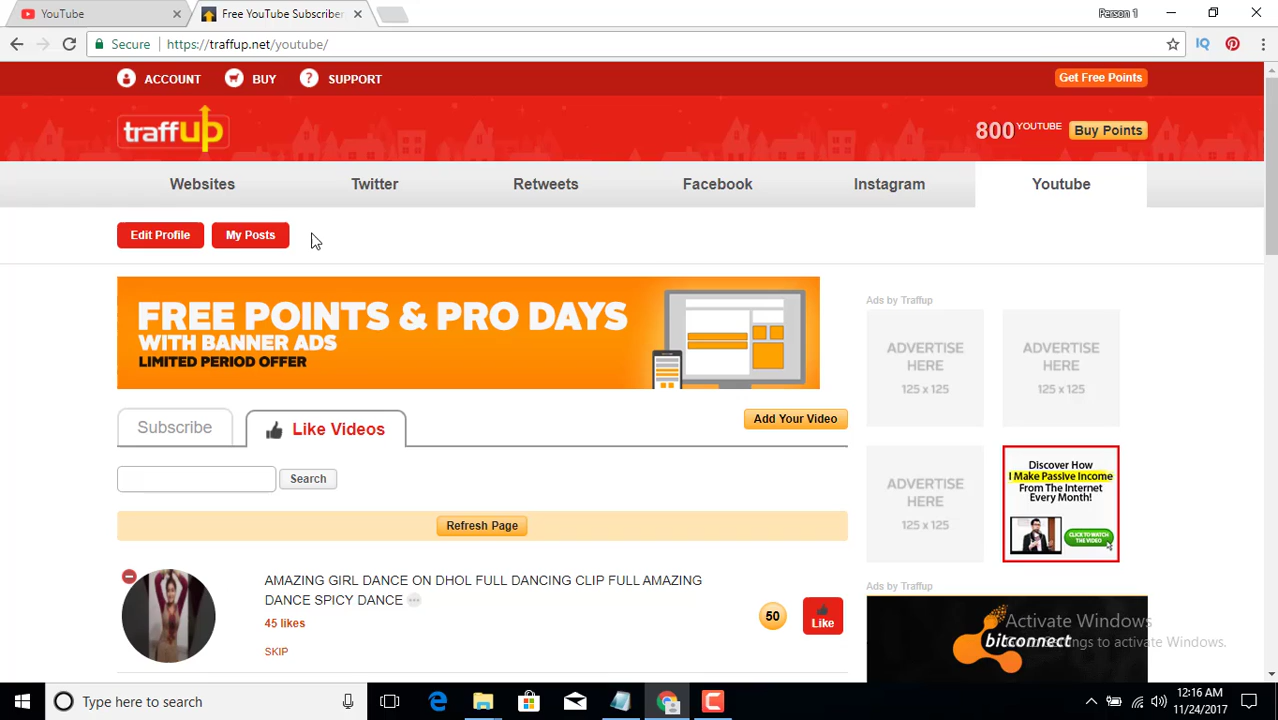 YouTube
Free YouTube Subscriber
Person 1
Secure
https://traffup.net/youtube/
IQ
ACCOUNT
BUY
SUPPORT
Get Free Points
traffup
800 YOUTUBE
Buy Points
Websites
Twitter
Retweets
Facebook
Instagram
Youtube
Edit Profile
My Posts
FREE POINTS & PRO DAYS
WITH BANNER ADS
LIMITED PERIOD OFFER
Ads by Traffup
ADVERTISE
HERE
125 x 125
ADVERTISE
HERE
125 x 125
Subscribe
Like Videos
Add Your Video
Search
Refresh Page
ADVERTISE
HERE
125 x 125
Discover How
I Make Passive Income
From The Internet
Every Month!
CLICK TO WATCH
THE VIDEO
AMAZING GIRL DANCE ON DHOL FULL DANCING CLIP FULL AMAZING
DANCE SPICY DANCE
45 likes
SKIP
50
Like
Ads by Traffup
bitconnect
Activate Windows
Go to Settings to activate Windows.
Type here to search
12:16 AM
11/24/2017